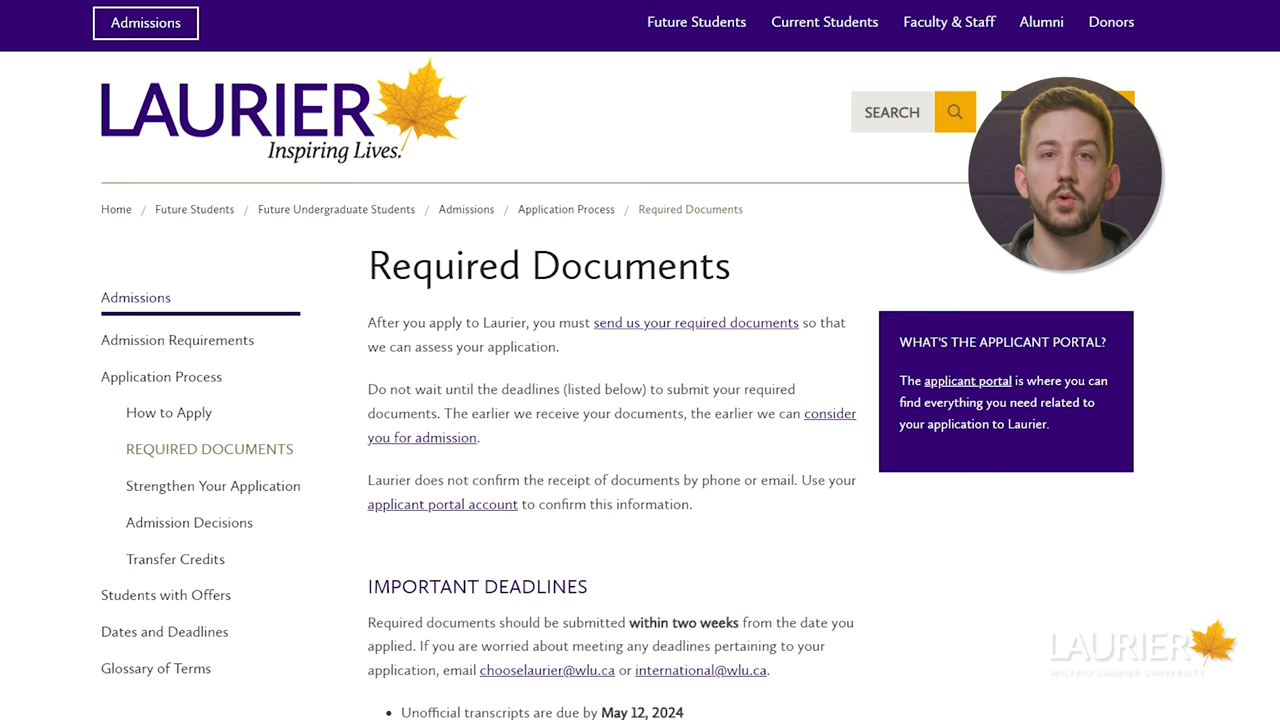 Admissions
Future Students
Current Students
Faculty & Staff
Alumni
Donors
LAURIER
Inspiring Lives.
SEARCH
Home / Future Students / Future Undergraduate Students / Admissions / Application Process / Required Documents
Required Documents
Admissions
Admission Requirements
Application Process
How to Apply
REQUIRED DOCUMENTS
Strengthen Your Application
Admission Decisions
Transfer Credits
Students with Offers
Dates and Deadlines
Glossary of Terms
After you apply to Laurier, you must send us your required documents so that
we can assess your application.
Do not wait until the deadlines (listed below) to submit your required
documents. The earlier we receive your documents, the earlier we can consider
you for admission.
Laurier does not confirm the receipt of documents by phone or email. Use your
applicant portal account to confirm this information.
IMPORTANT DEADLINES
Required documents should be submitted within two weeks from the date you
applied. If you are worried about meeting any deadlines pertaining to your
application, email chooselaurier@wlu.ca or international@wlu.ca.
• Unofficial transcripts are due by May 12, 2024
WHAT'S THE APPLICANT PORTAL?
The applicant portal is where you can
find everything you need related to
your application to Laurier.
LAURIER
WILFRID LAURIER UNIVERSITY